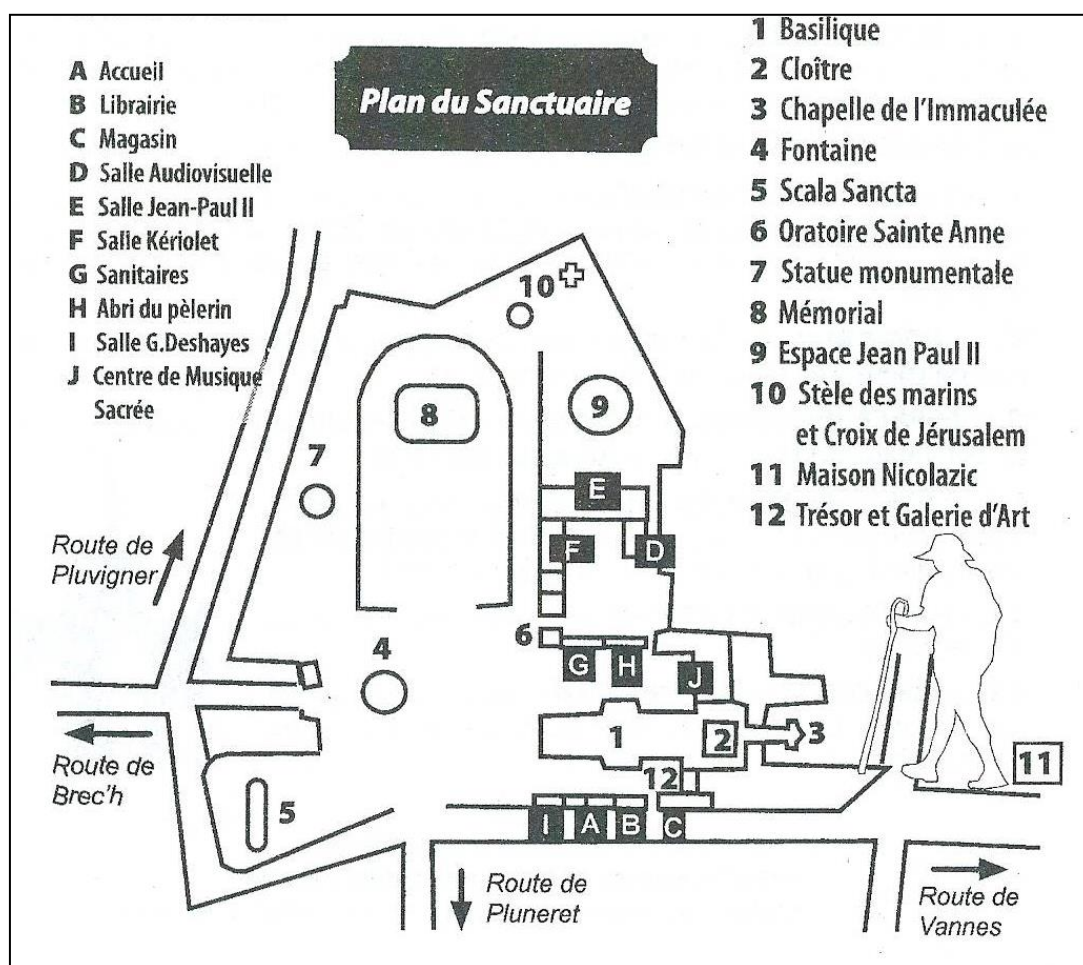 Plan du Sanctuaire
A Accueil
B Librairie
C Magasin
D Salle Audiovisuelle
E Salle Jean-Paul II
F Salle Kériolet
G Sanitaires
H Abri du pèlerin
I Salle G.Deshayes
J Centre de Musique
Sacrée
1 Basilique
2 Cloître
3 Chapelle de l'Immaculée
4 Fontaine
5 Scala Sancta
6 Oratoire Sainte Anne
7 Statue monumentale
8 Mémorial
9 Espace Jean Paul II
10 Stèle des marins
et Croix de Jérusalem
11 Maison Nicolazic
12 Trésor et Galerie d'Art
10
8
9
7
E
Route de
Pluvigner
F
D
6
4
G
H
J
1
2
3
Route de
Brec'h
12
11
5
I
A
B
C
Route de
Pluneret
Route de
Vannes